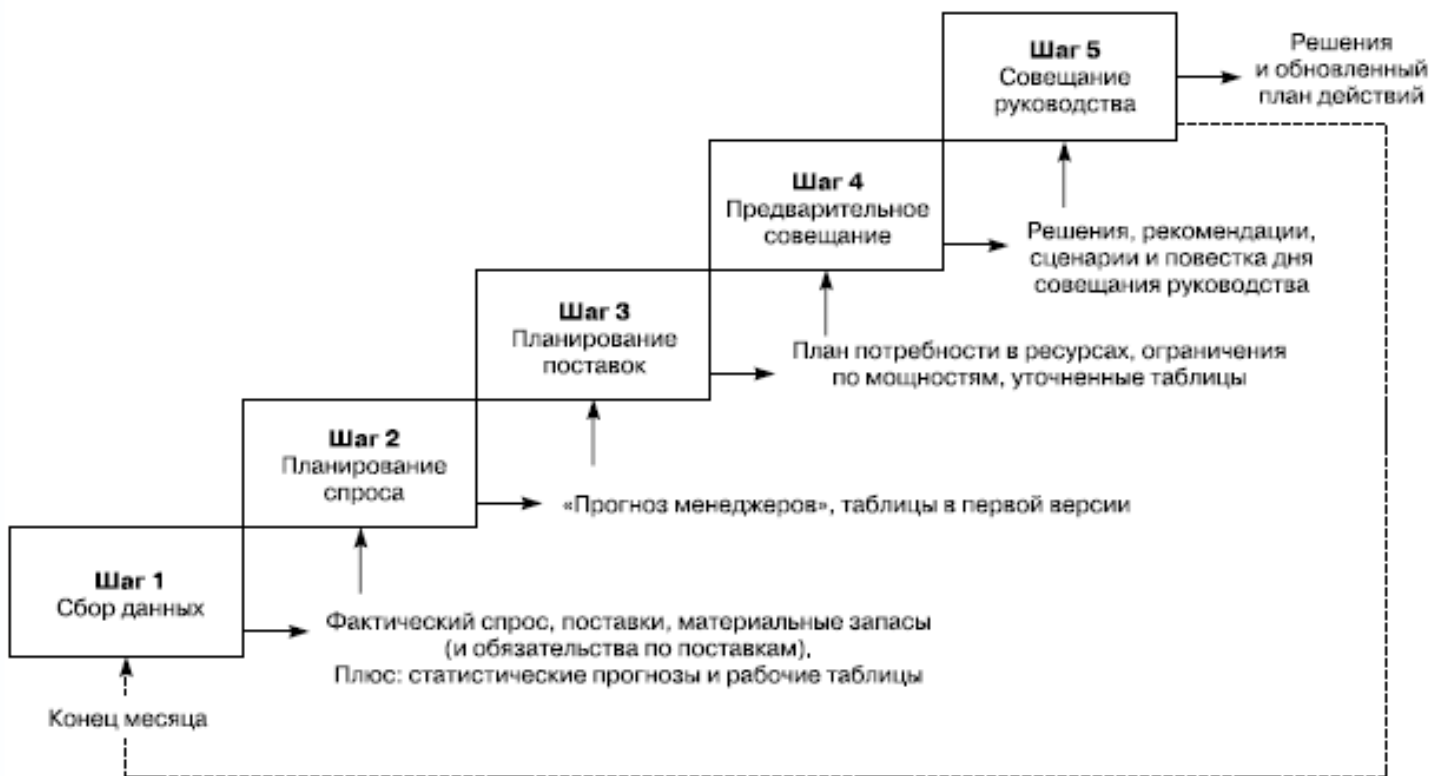 Шаг 5
Совещание
руководства
Решения
и обновленный
план действий
Шаг 4
Предварительное
совещание
Решения, рекомендации,
сценарии и повестка дня
совещания руководства
Шаг 3
Планирование
поставок
План потребности в ресурсах, ограничения
по мощностям, уточненные таблицы
Шаг 2
Планирование
спроса
«Прогноз менеджеров», таблицы в первой версии
Шаг 1
Сбор данных
Фактический спрос, поставки, материальные запасы
(и обязательства по поставкам),
Плюс: статистические прогнозы и рабочие таблицы
Конец месяца